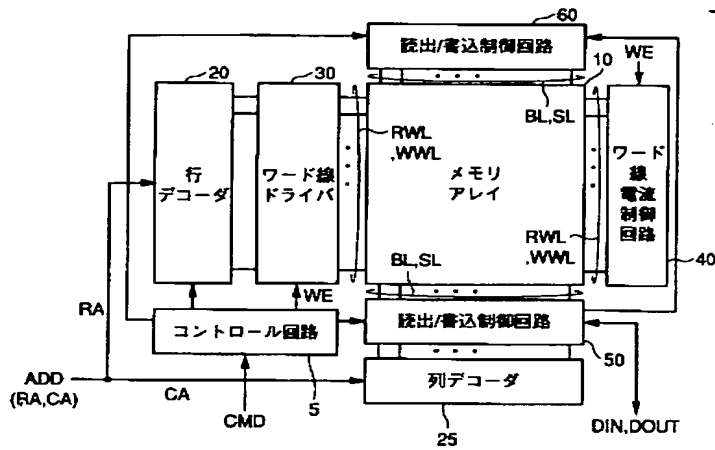 60
読出/書込制御回路
20
30
10
WE
BL,SL
RWL
,WWL
行
デコーダ
ワード線
ドライバ
メモリ
アレイ
ワード
線
電流
制御
回路
RWL
,WWL
BL,SL
40
RA
WE
コントロール回路
読出/書込制御回路
50
ADD
(RA,CA)
CA
5
列デコーダ
CMD
25
DIN,DOUT